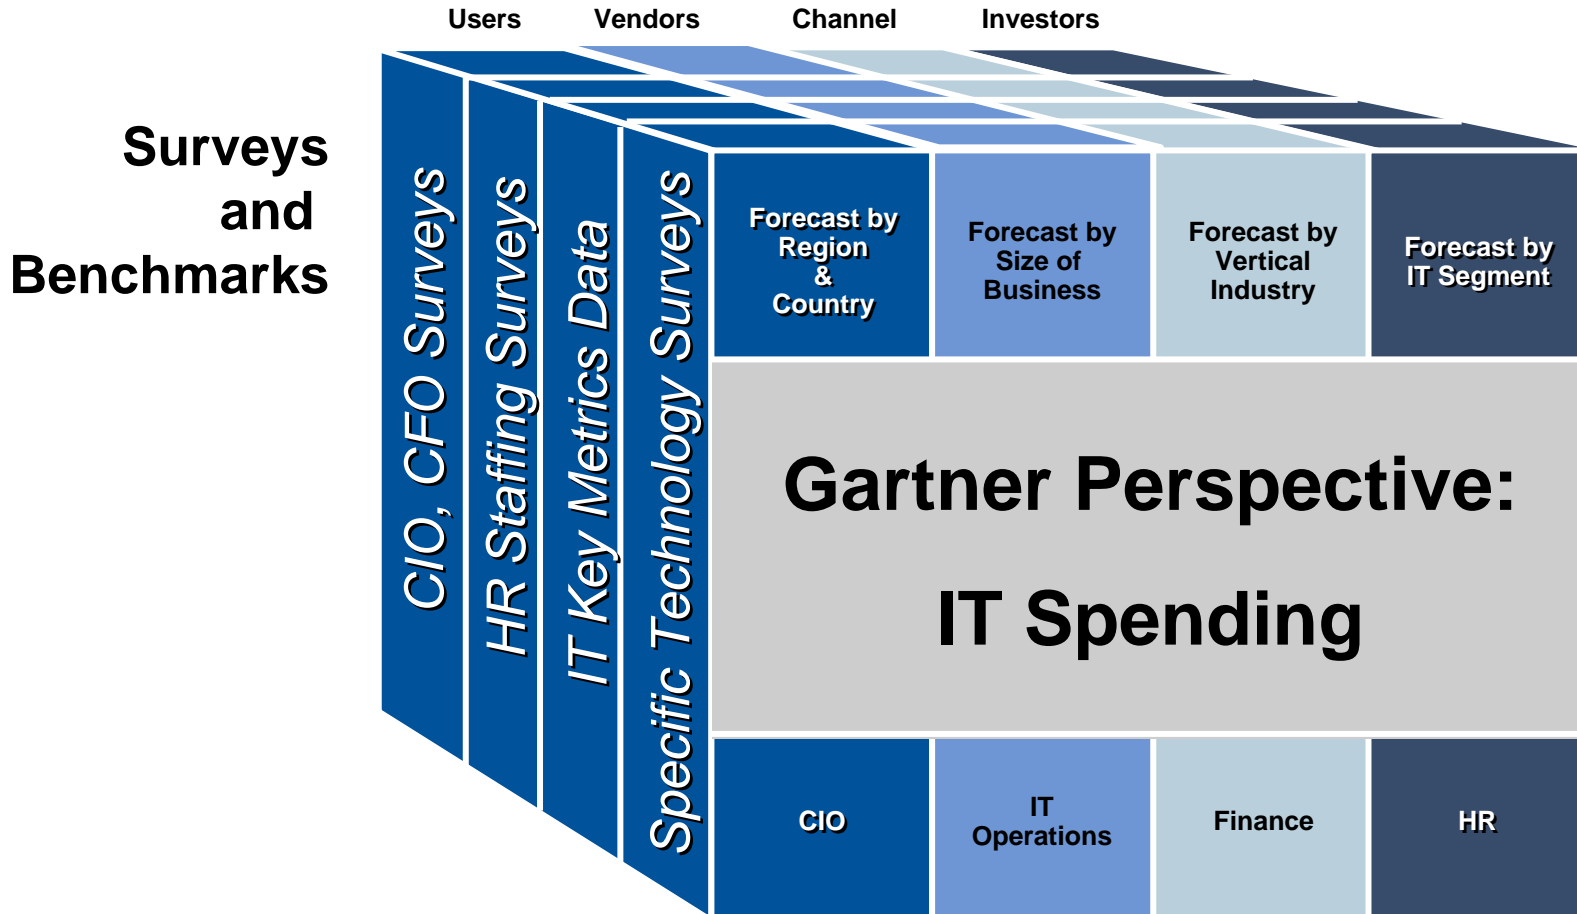 Users Vendors Channel Investors
Surveys
and
Benchmarks
CIO, CFO Surveys
HR Staffing Surveys
IT Key Metrics Data
Specific Technology Surveys
Forecast by
Region
&
Country
Forecast by
Size of
Business
Forecast by
Vertical
Industry
Forecast by
IT Segment
Gartner Perspective:
IT Spending
CIO
IT
Operations
Finance
HR